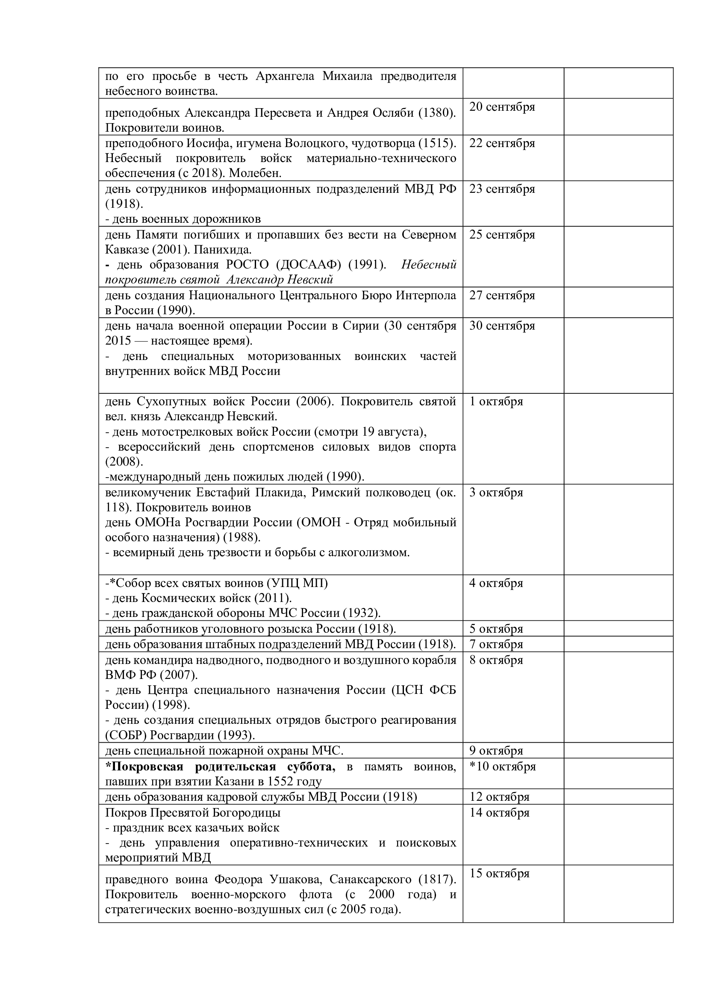 по его просьбе в честь Архангела Михаила предводителя
небесного воинства.
преподобных Александра Пересвета и Андрея Осляби (1380).
Покровители воинов.
20 сентября
преподобного Иосифа, игумена Волоцкого, чудотворца (1515).
Небесный покровитель войск материально-технического
обеспечения (с 2018). Молебен.
22 сентября
день сотрудников информационных подразделений МВД РФ
(1918).
- день военных дорожников
23 сентября
день Памяти погибших и пропавших без вести на Северном
Кавказе (2001). Панихида.
- день образования РОСТО (ДОСААФ) (1991). Небесный
покровитель святой Александр Невский
25 сентября
день создания Национального Центрального Бюро Интерпола
в России (1990).
27 сентября
день начала военной операции России в Сирии (30 сентября
2015 — настоящее время).
- день специальных моторизованных воинских частей
внутренних войск МВД России
30 сентября
день Сухопутных войск России (2006). Покровитель святой
вел. князь Александр Невский.
- день мотострелковых войск России (смотри 19 августа),
- всероссийский день спортсменов силовых видов спорта
(2008).
-международный день пожилых людей (1990).
1 октября
великомученик Евстафий Плакида, Римский полководец (ок.
118). Покровитель воинов
день ОМОНа Росгвардии России (ОМОН - Отряд мобильный
особого назначения) (1988).
- всемирный день трезвости и борьбы с алкоголизмом.
3 октября
-*Собор всех святых воинов (УПЦ МП)
- день Космических войск (2011).
- день гражданской обороны МЧС России (1932).
4 октября
день работников уголовного розыска России (1918).
5 октября
день образования штабных подразделений МВД России (1918).
7 октября
день командира надводного, подводного и воздушного корабля
ВМФ РФ (2007).
- день Центра специального назначения России (ЦСН ФСБ
России) (1998).
- день создания специальных отрядов быстрого реагирования
(СОБР) Росгвардии (1993).
8 октября
день специальной пожарной охраны МЧС.
9 октября
*Покровская родительская суббота, в память воинов,
павших при взятии Казани в 1552 году
*10 октября
день образования кадровой службы МВД России (1918)
12 октября
Покров Пресвятой Богородицы
- праздник всех казачьих войск
- день управления оперативно-технических и поисковых
мероприятий МВД
14 октября
праведного воина Феодора Ушакова, Санаксарского (1817).
Покровитель военно-морского флота (с 2000 года) и
стратегических военно-воздушных сил (с 2005 года).
15 октября